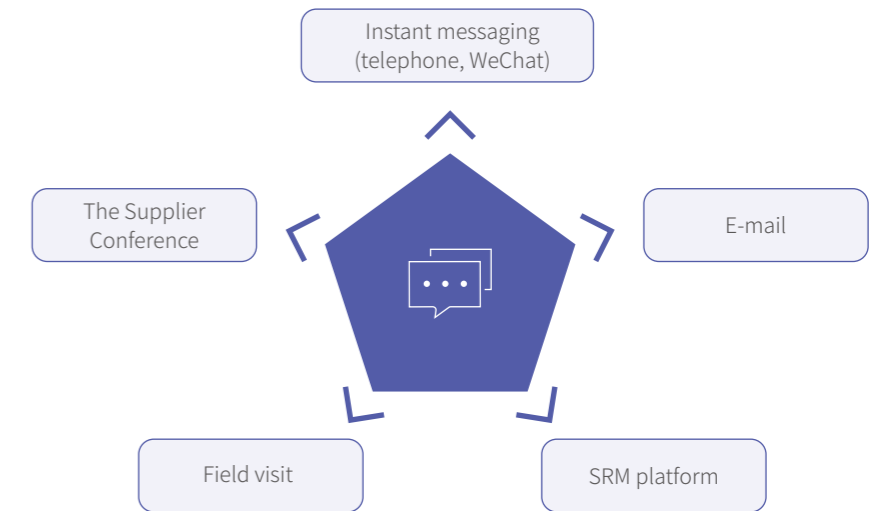 Instant messaging
(telephone, WeChat)
The Supplier
Conference
E-mail
Field visit
SRM platform